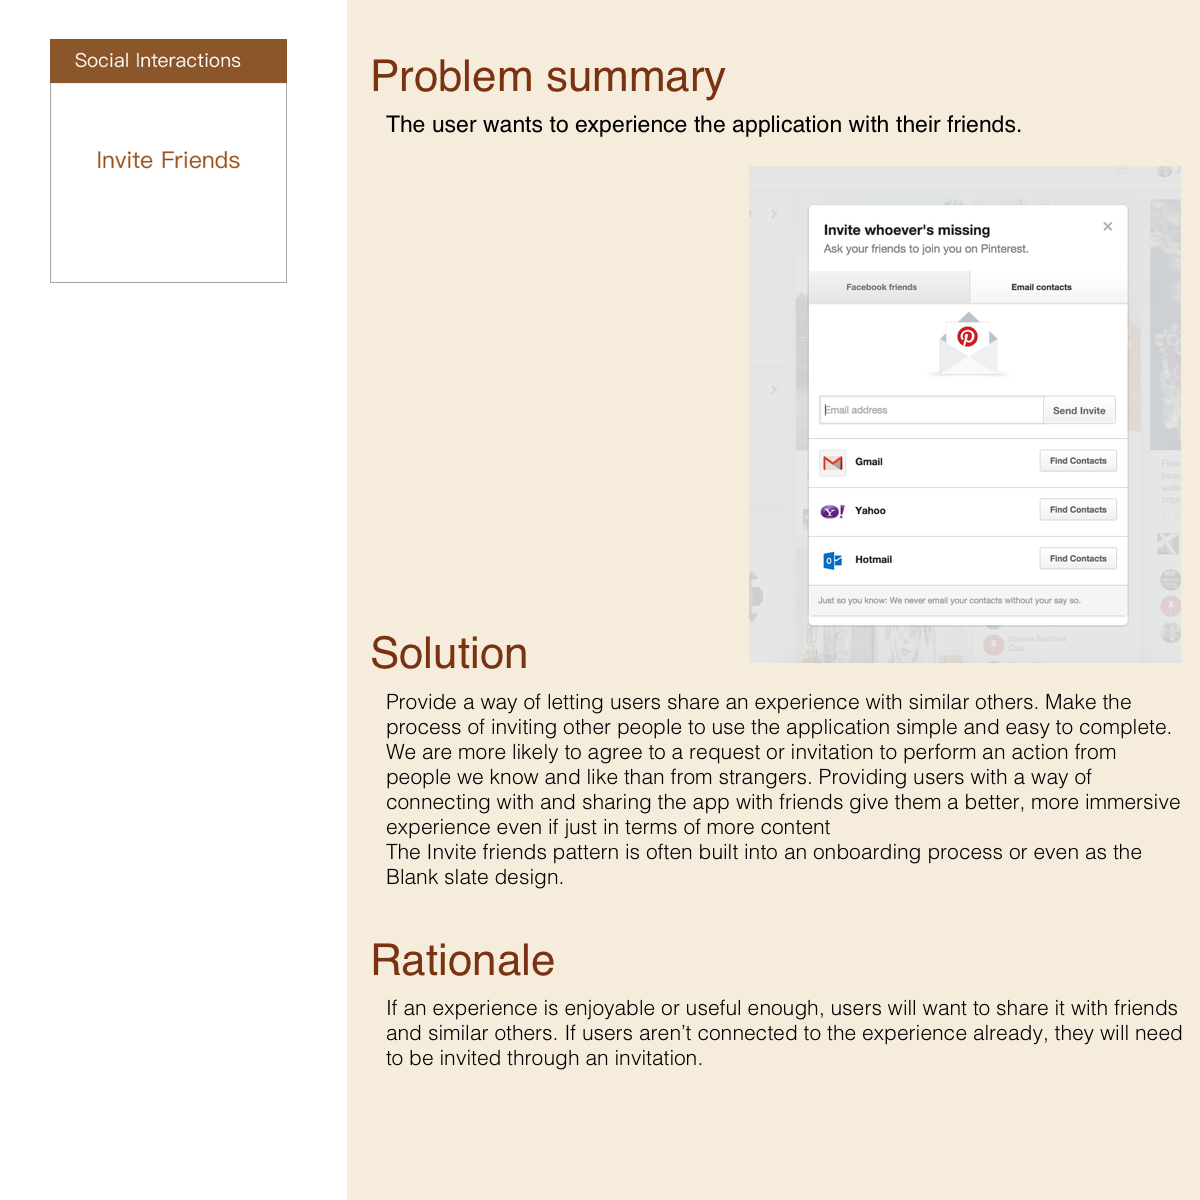 Social Interactions
Invite Friends
Problem summary
The user wants to experience the application with their friends.
Invite whoever's missing
Ask your friends to join you on Pinterest.
Facebook friends
Email contacts
Email address
Send Invite
Gmail
Find Contacts
Yahoo
Find Contacts
Hotmail
Find Contacts
Just so you know: We never email your contacts without your say so.
Solution
Provide a way of letting users share an experience with similar others. Make the
process of inviting other people to use the application simple and easy to complete.
We are more likely to agree to a request or invitation to perform an action from
people we know and like than from strangers. Providing users with a way of
connecting with and sharing the app with friends give them a better, more immersive
experience even if just in terms of more content
The Invite friends pattern is often built into an onboarding process or even as the
Blank slate design.
Rationale
If an experience is enjoyable or useful enough, users will want to share it with friends
and similar others. If users aren’t connected to the experience already, they will need
to be invited through an invitation.